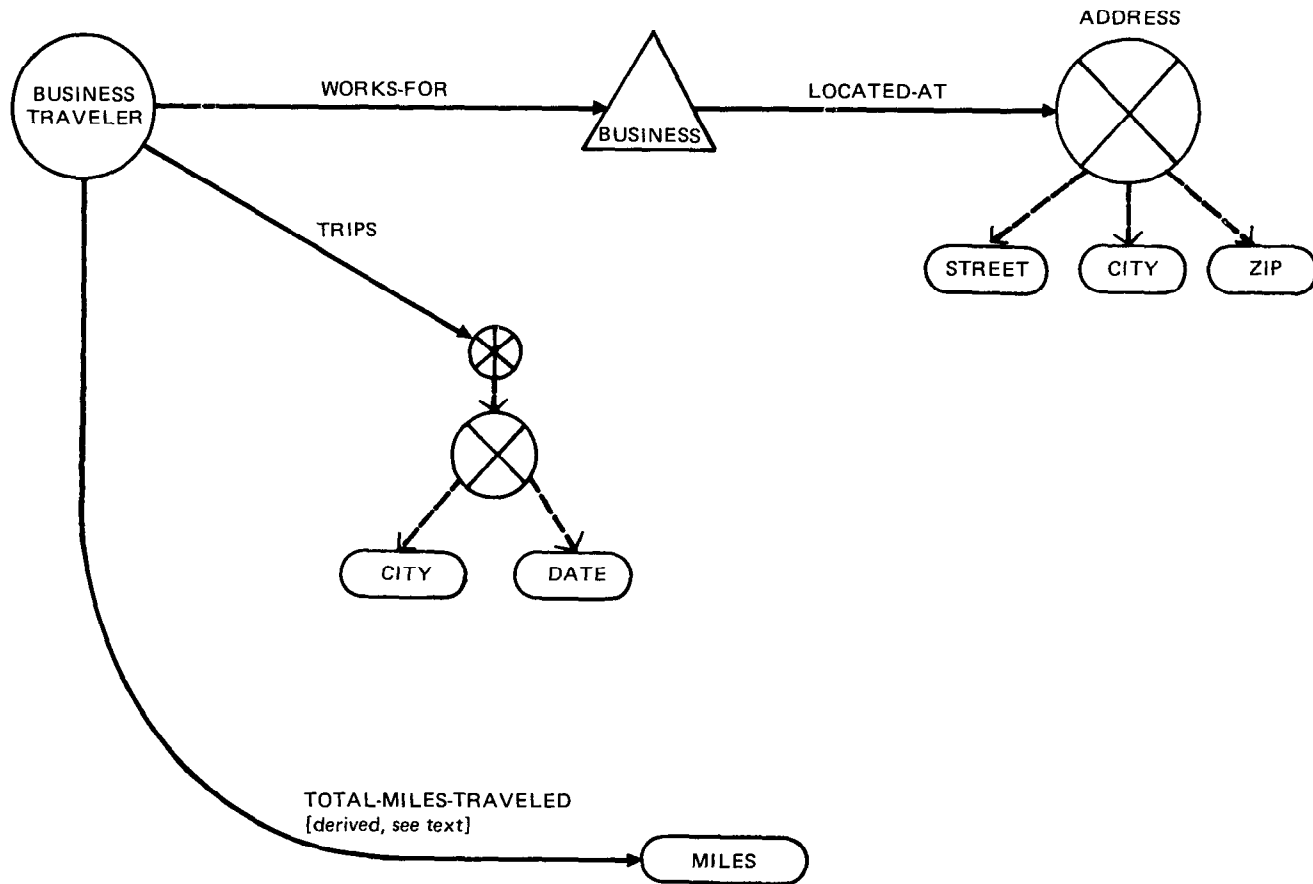 ADDRESS
BUSINESS
TRAVELER
WORKS-FOR
BUSINESS
LOCATED-AT
TRIPS
STREET
CITY
ZIP
CITY
DATE
TOTAL-MILES-TRAVELED
[derived, see text]
MILES